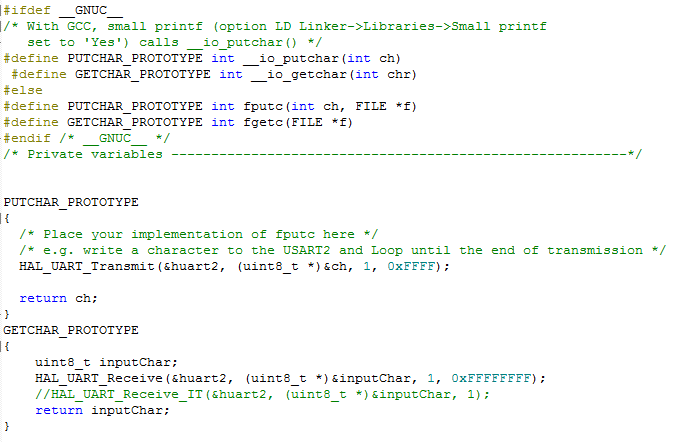 #ifdef __GNUC__
/* With GCC, small printf (option LD Linker->Libraries->Small printf
   set to 'Yes') calls __io_putchar() */
#define PUTCHAR_PROTOTYPE int __io_putchar(int ch)
 #define GETCHAR_PROTOTYPE int __io_getchar(int chr)
#else
#define PUTCHAR_PROTOTYPE int fputc(int ch, FILE *f)
#define GETCHAR_PROTOTYPE int fgetc(FILE *f)
#endif /* __GNUC__ */
/* Private variables ---------------------------------------------------------*/
PUTCHAR_PROTOTYPE
{
  /* Place your implementation of fputc here */
  /* e.g. write a character to the USART2 and Loop until the end of transmission */
  HAL_UART_Transmit(&huart2, (uint8_t *)&ch, 1, 0xFFFF);
  return ch;
}
GETCHAR_PROTOTYPE
{
    uint8_t inputChar;
    HAL_UART_Receive(&huart2, (uint8_t *)&inputChar, 1, 0xFFFFFFFF);
    //HAL_UART_Receive_IT(&huart2, (uint8_t *)&inputChar, 1);
    return inputChar;
}